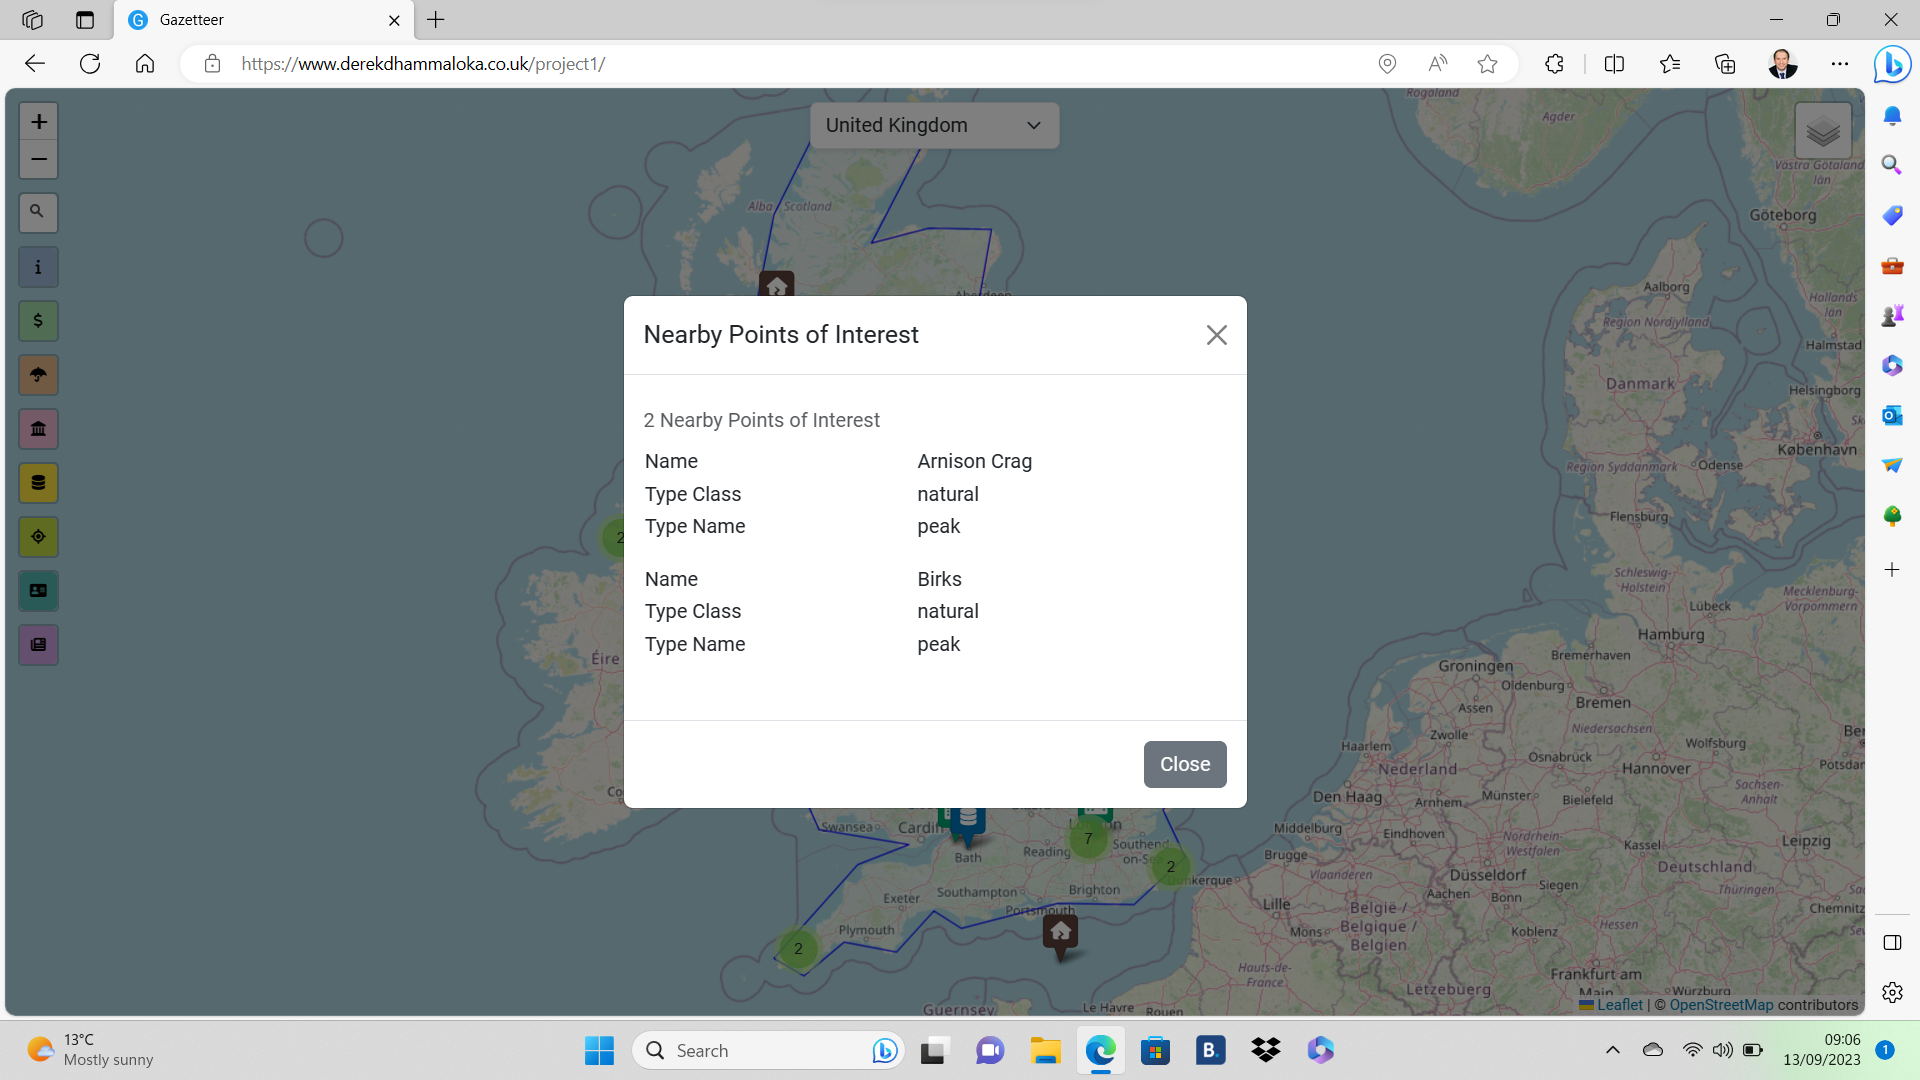 Gazetteer
https://www.derekdhammaloka.co.uk/project1/
Rogaland
Agder
United Kingdom
Västra Götaland
län
Göteborg
Alba / Scotland
Aberdeen
Aalborg
Region Nordjylland
Hallands
län
Halmstad
Danmark
Helsingborg
København
Region Syddanmark
Odense
Flensburg
Schleswig-
Holstein
Lübeck
Mecklenburg-
Vorpommern
Hamburg
Nearby Points of Interest
2 Nearby Points of Interest
Name Arnison Crag
Type Class natural
Type Name peak
Name Birks
Type Class natural
Type Name peak
Close
2
Éire
Groningen
Bremerhaven
Oldenburg
Bremen
Assen
Niedersachsen
Zwolle
Haarlem
Wolfsburg
Osnabrück
Hannover
Potsdam
Nederland
Den Haag
Arnhem
Münster
Bielefeld
Sachsen-
Anhalt
Middelburg
Eindhoven
Nordrhein-
Westfalen
Kassel
Leipzig
Brugge
Vlaanderen
Düsseldorf
Deutschland
Dunkerque
Aachen
Siegen
Thüringen
Lille
Bonn
België /
Belgique /
Belgien
Mons
Koblenz
Hessen
Chemnitz
Hauts-de-
France
Frankfurt am
Main
Letzebuerg
Würzburg
Swansea
Bath
Reading
7
Southend-
on-Sea
2
Exeter
Southampton
Brighton
Portsmouth
Plymouth
2
Guernsey
Le Havre
Rouen
Leaflet | © OpenStreetMap contributors
13°C
Mostly sunny
Search
B.
09:06
13/09/2023
1